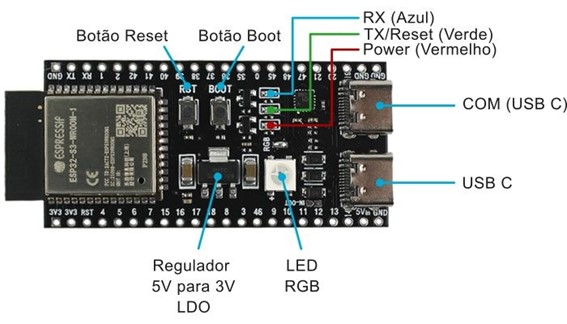 RX (Azul)
TX/Reset (Verde)
Power (Vermelho)
Botão Reset
Botão Boot
GND TX RX 1 2 42 41 40 39 38 37 36 35 0 45 48 47 21 20 19 GND GND
RST
BOOT
RGB
COM (USB C)
ESPRESSIF
ESP32-S3-WROOM-1
CE
USB C
IN-OUT
3V3 3V3 RST 4 5 6 7 15 16 17 18 8 3 46 9 10 11 12 13 14 5Vin GND
Regulador
5V para 3V
LDO
LED
RGB